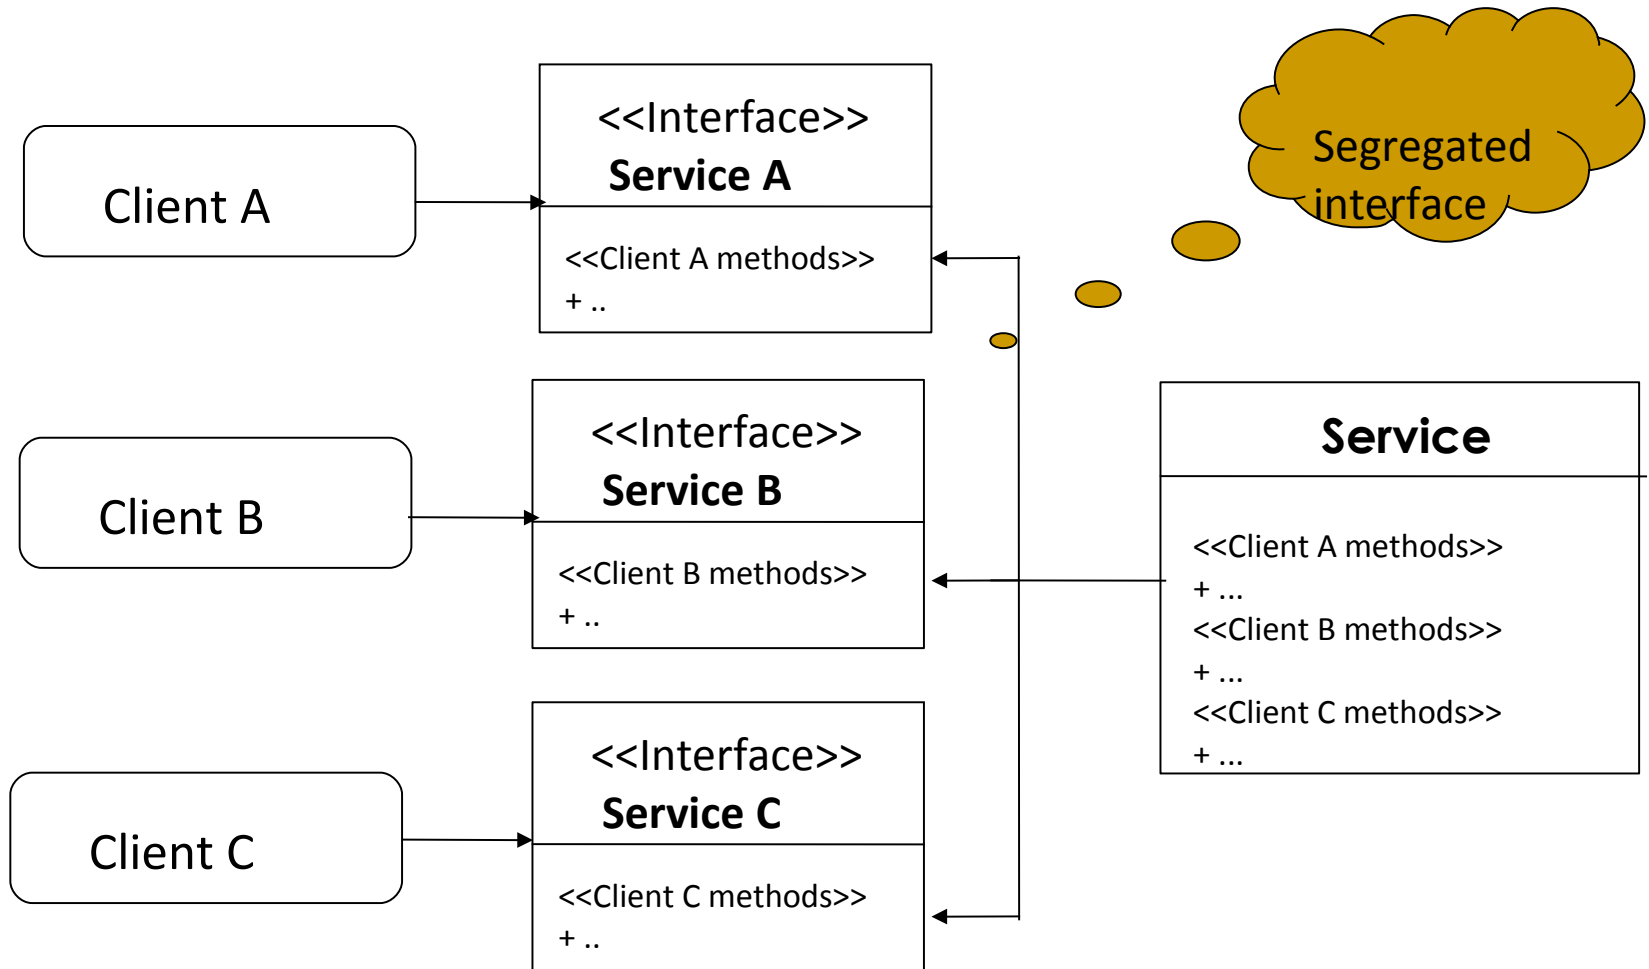 Client A
<<Interface>>
Service A
<<Client A methods>>
+ ..
Segregated
interface
Client B
<<Interface>>
Service B
<<Client B methods>>
+ ..
Service
<<Client A methods>>
+ ...
<<Client B methods>>
+ ...
<<Client C methods>>
+ ...
Client C
<<Interface>>
Service C
<<Client C methods>>
+ ..